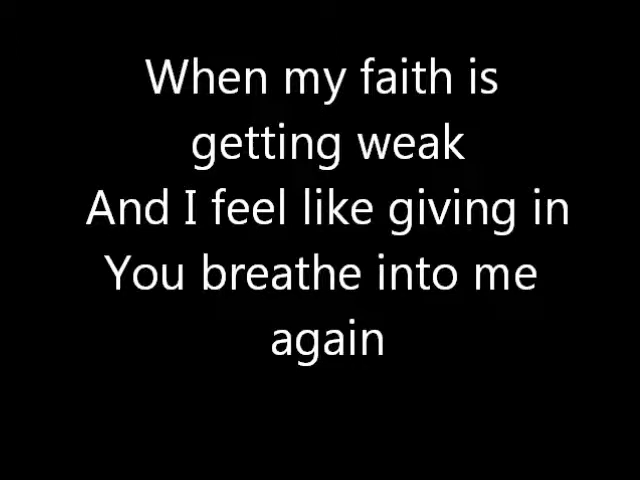 When my faith is
getting weak
And I feel like giving in
You breathe into me
again